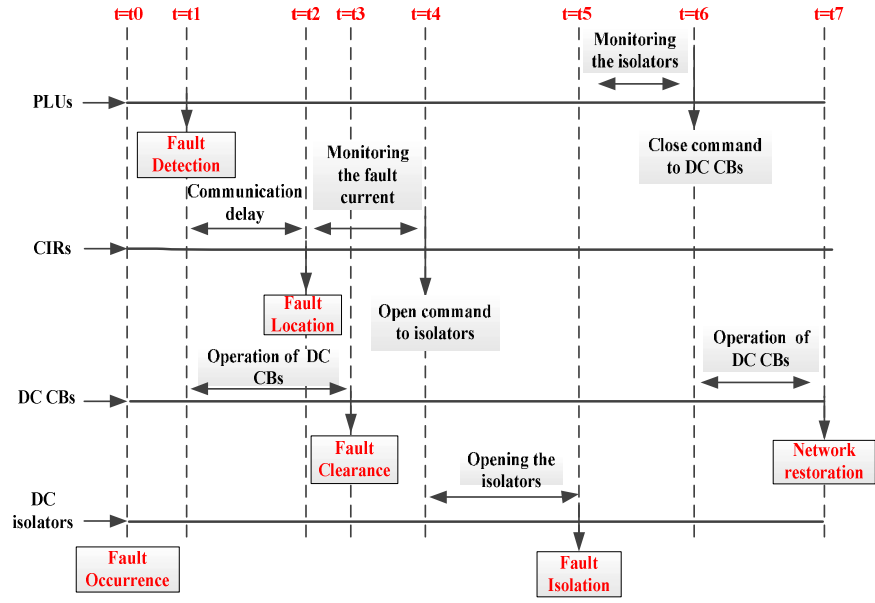 t=t0 t=t1 t=t2 t=t3 t=t4 t=t5 t=t6 t=t7
Monitoring
the isolators
PLUs
Fault
Detection
Close command
to DC CBs
Monitoring
the fault
current
Communication
delay
CIRs
Fault
Location
Open command
to isolators
Operation of DC
CBs
Operation of
DC CBs
DC CBs
Fault
Clearance
Network
restoration
Opening the
isolators
DC
isolators
Fault
Occurrence
Fault
Isolation